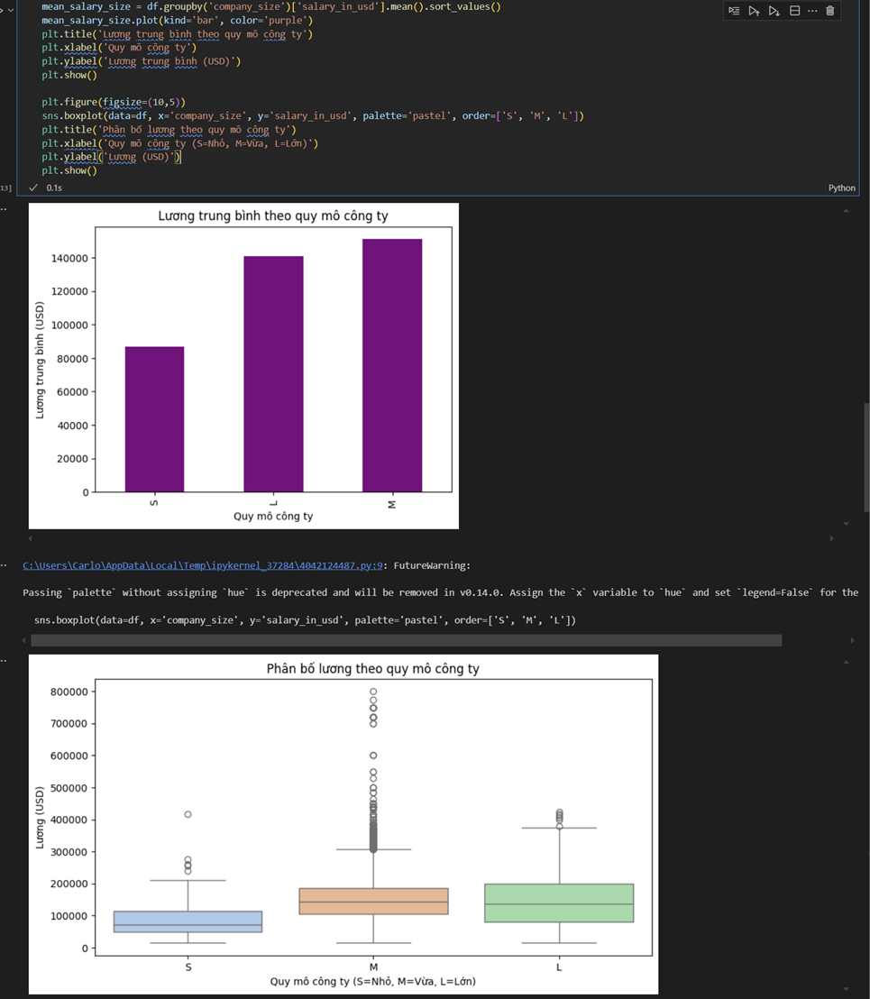 mean_salary_size = df.groupby('company_size')['salary_in_usd'].mean().sort_values()
mean_salary_size.plot(kind='bar', color='purple')
plt.title('Lương trung bình theo quy mô công ty')
plt.xlabel('Quy mô công ty')
plt.ylabel('Lương trung bình (USD)')
plt.show()
plt.figure(figsize=(10,5))
sns.boxplot(data=df, x='company_size', y='salary_in_usd', palette='pastel', order=['S', 'M', 'L'])
plt.title('Phân bố lương theo quy mô công ty')
plt.xlabel('Quy mô công ty (S=Nhỏ, M=Vừa, L=Lớn)')
plt.ylabel('Lương (USD)')
plt.show()
13]
0.1s
Python
Lương trung bình theo quy mô công ty
Lương trung bình (USD)
140000
120000
100000
80000
60000
40000
20000
0
S L M
Quy mô công ty
C:\Users\Carlo\AppData\Local\Temp\ipykernel_37284\4042124487.py:9: FutureWarning:
Passing `palette` without assigning `hue` is deprecated and will be removed in v0.14.0. Assign the `x` variable to `hue` and set `legend=False` for the
sns.boxplot(data=df, x='company_size', y='salary_in_usd', palette='pastel', order=['S', 'M', 'L'])
Phân bố lương theo quy mô công ty
Lương (USD)
800000
700000
600000
500000
400000
300000
200000
100000
0
S M L
Quy mô công ty (S=Nhỏ, M=Vừa, L=Lớn)